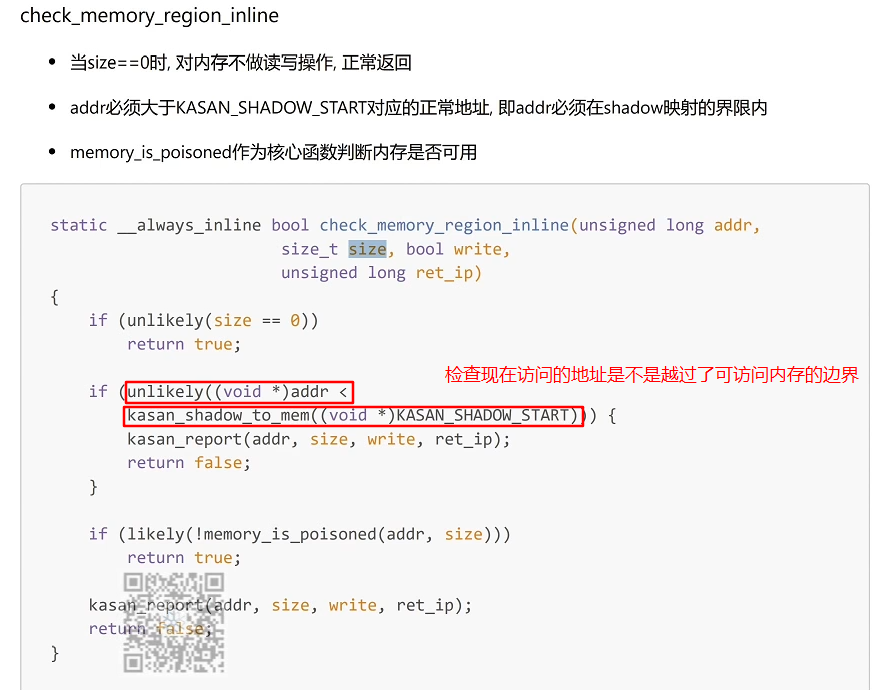 check_memory_region_inline
当size==0时, 对内存不做读写操作, 正常返回
addr必须大于KASAN_SHADOW_START对应的正常地址, 即addr必须在shadow映射的界限内
memory_is_poisoned作为核心函数判断内存是否可用
static __always_inline bool check_memory_region_inline(unsigned long addr,
size_t size, bool write,
unsigned long ret_ip)
{
if (unlikely(size == 0))
return true;
检查现在访问的地址是不是越过了可访问内存的边界
if (unlikely((void *)addr <
kasan_shadow_to_mem((void *)KASAN_SHADOW_START))) {
kasan_report(addr, size, write, ret_ip);
return false;
}
if (likely(!memory_is_poisoned(addr, size)))
return true;
kasan_report(addr, size, write, ret_ip);
return false;
}